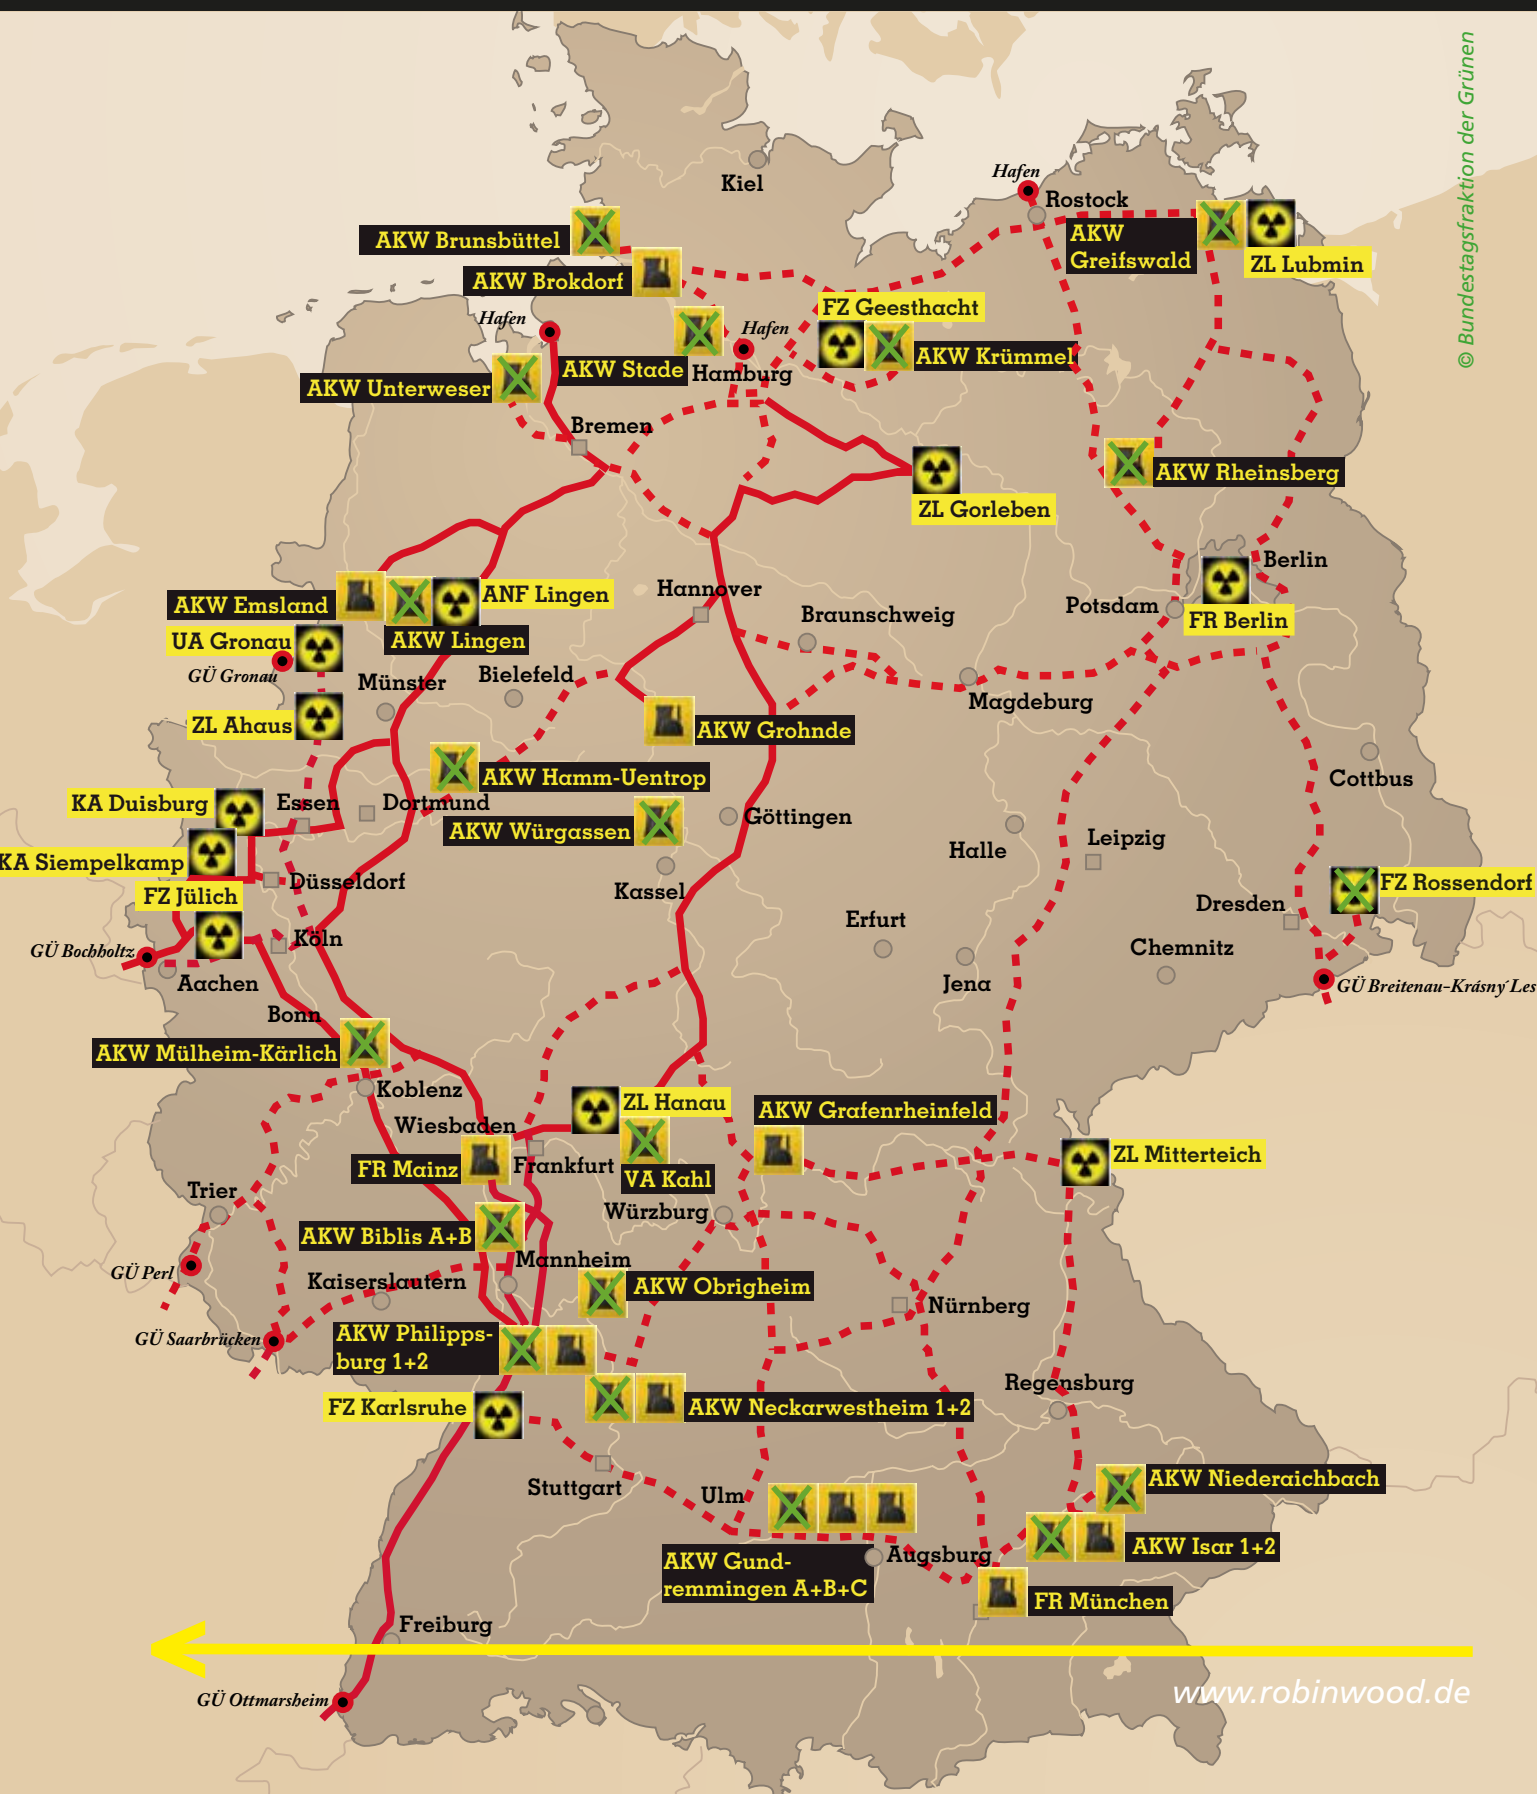 © Bundestagsfraktion der Grünen
Kiel
Hafen
Rostock
AKW Brunsbüttel
AKW
Greifswald
ZL Lubmin
AKW Brokdorf
Hafen
FZ Geesthacht
Hafen
AKW Krümmel
AKW Stade
Hamburg
AKW Unterweser
Bremen
AKW Rheinsberg
ZL Gorleben
Berlin
ANF Lingen
Hannover
AKW Emsland
Braunschweig
Potsdam
FR Berlin
UA Gronau
AKW Lingen
GÜ Gronau
Bielefeld
Münster
Magdeburg
ZL Ahaus
AKW Grohnde
AKW Hamm-Uentrop
Cottbus
KA Duisburg
Essen
Dortmund
Göttingen
AKW Würgassen
Leipzig
Halle
KA Siempelkamp
Düsseldorf
Kassel
FZ Rossendorf
FZ Jülich
Dresden
Erfurt
Köln
Chemnitz
GÜ Bochholtz
Aachen
Jena
GÜ Breitenau-Krásný Les
Bonn
AKW Mülheim-Kärlich
Koblenz
ZL Hanau
AKW Grafenrheinfeld
Wiesbaden
ZL Mitterteich
FR Mainz
Frankfurt
VA Kahl
Trier
Würzburg
AKW Biblis A+B
Mannheim
GÜ Perl
Kaiserslautern
AKW Obrigheim
Nürnberg
GÜ Saarbrücken
AKW Philipps-
burg 1+2
Regensburg
FZ Karlsruhe
AKW Neckarwestheim 1+2
AKW Niederaichbach
Stuttgart
Ulm
AKW Isar 1+2
Augsburg
AKW Gund-
remmingen A+B+C
FR München
Freiburg
GÜ Ottmarsheim
www.robinwood.de